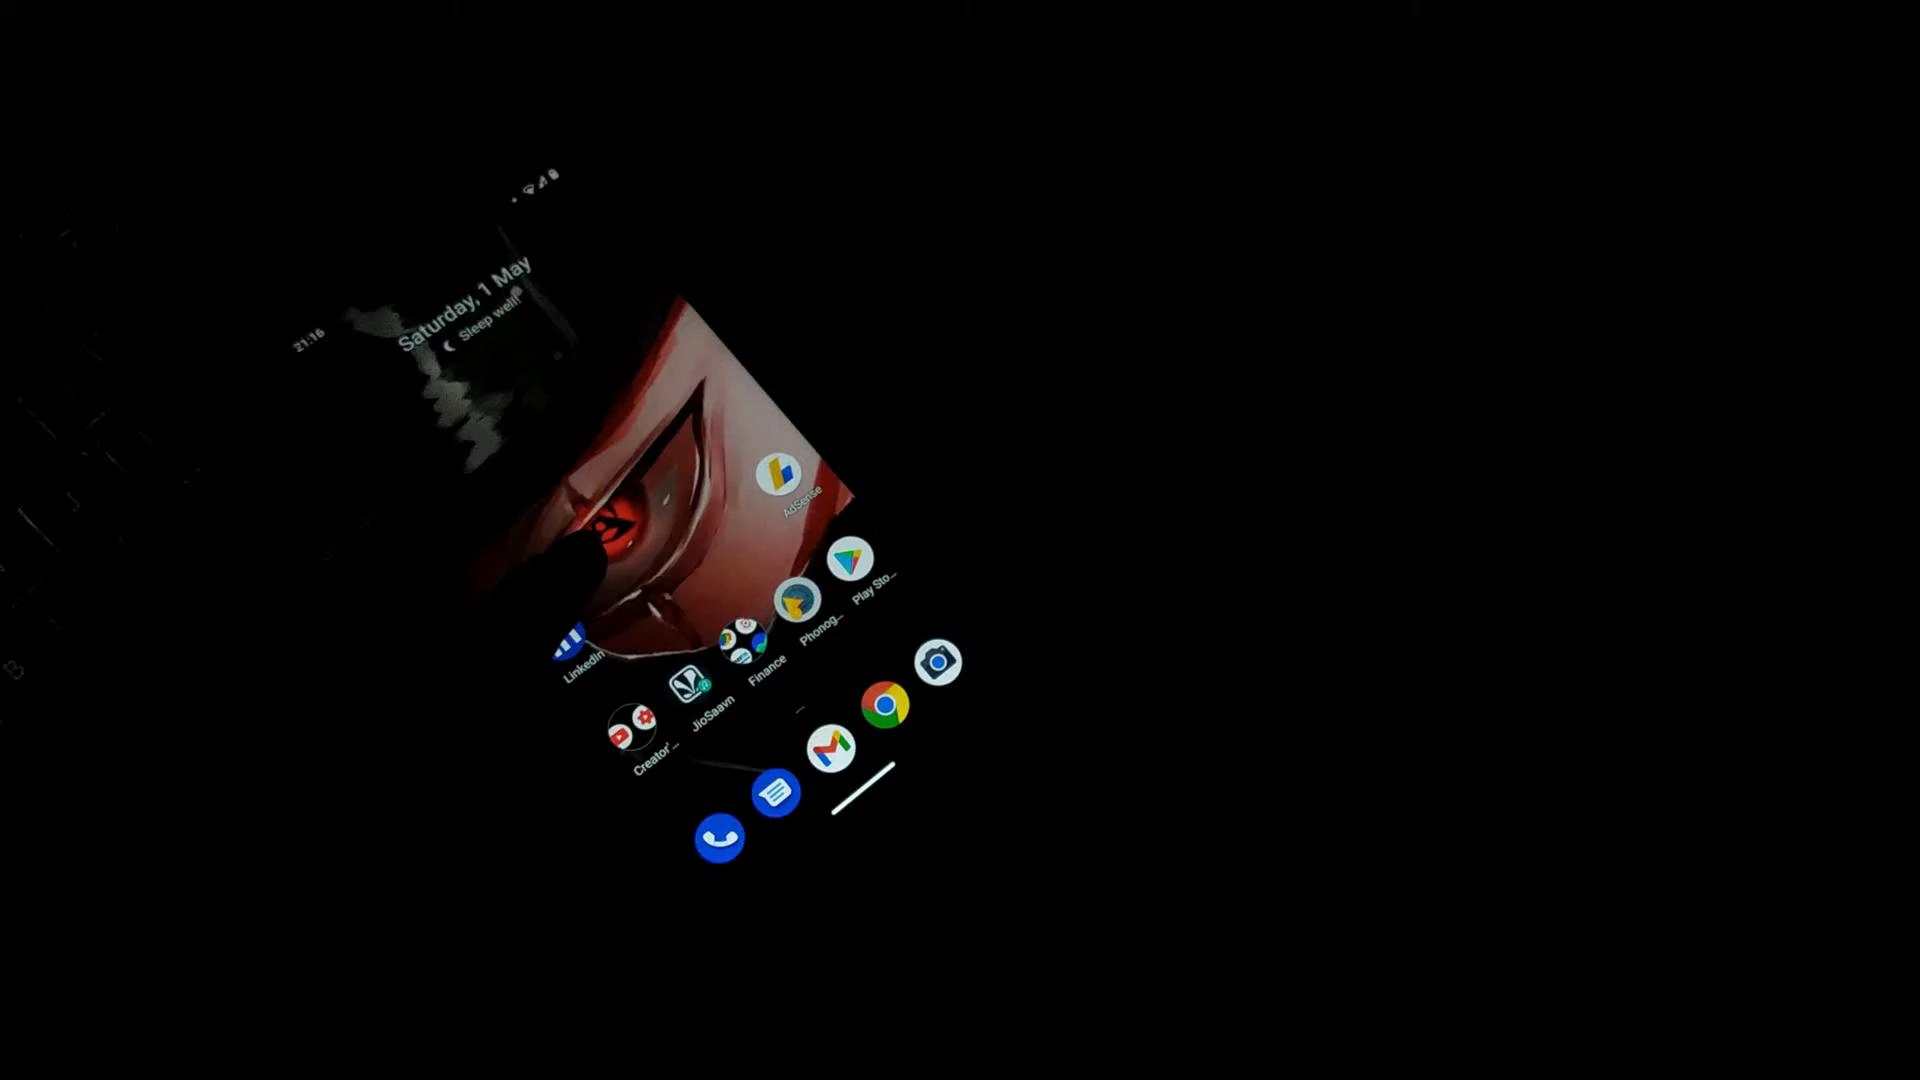 21:16
Saturday, 1 May
Sleep well!
AdSense
LinkedIn
Creator'...
JioSaavn
Finance
Phonog...
Play Sto...